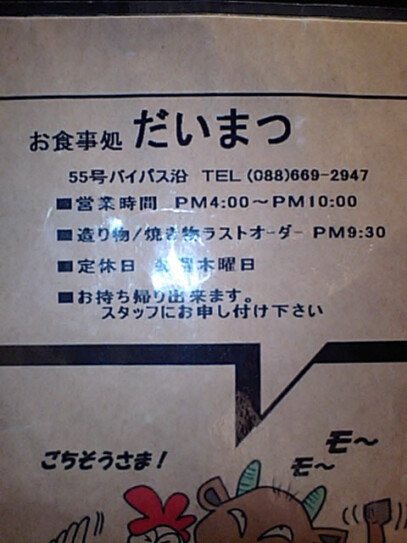 お食事処 だいまつ
55号バイパス沿 TEL (088)669-2947
■営業時間 PM4:00～PM10:00
■造り物/焼き物ラストオーダー PM9:30
■定休日 曜木曜日
■お持ち帰り出来ます。
スタッフにお申し付け下さい
ごちそうさま！
モ～
モ～